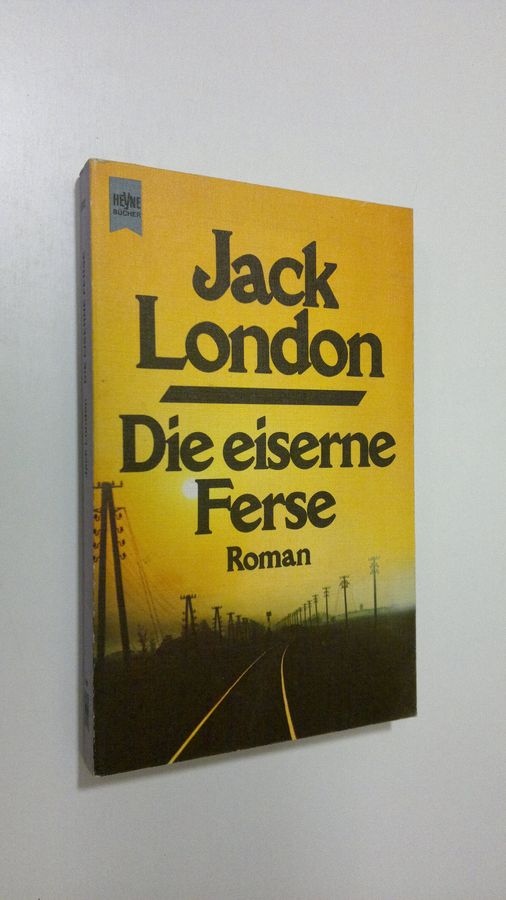 HEYNE
BÜCHER
Jack
London
Die eiserne
Ferse
Roman